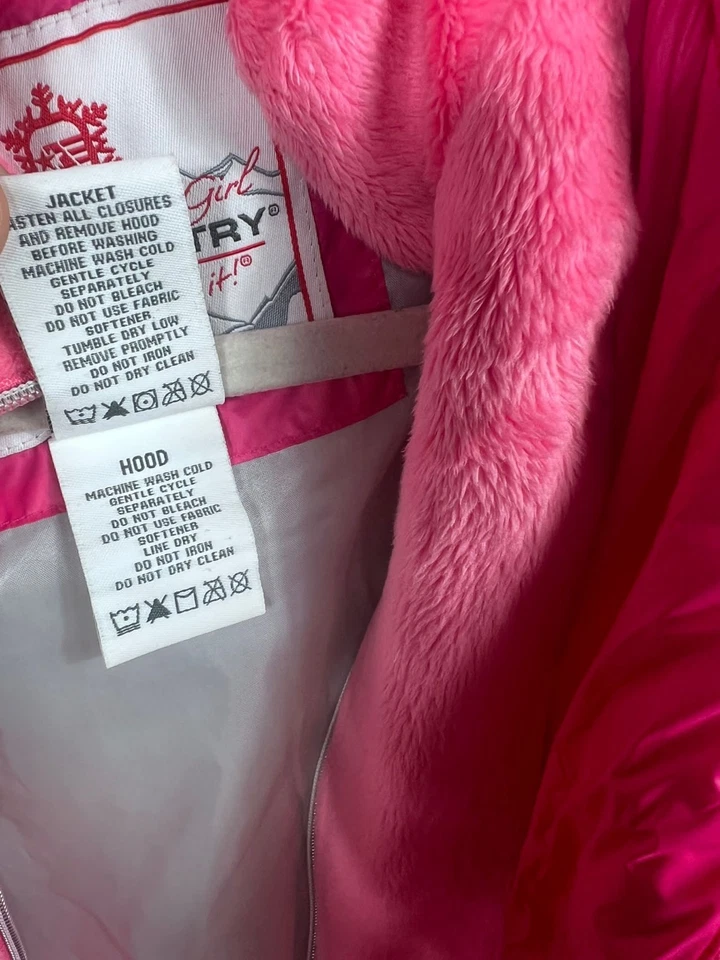 Girl
TRY®
it!®
JACKET
ASTEN ALL CLOSURES
AND REMOVE HOOD
BEFORE WASHING
MACHINE WASH COLD
GENTLE CYCLE
SEPARATELY
DO NOT BLEACH
DO NOT USE FABRIC
SOFTENER
TUMBLE DRY LOW
REMOVE PROMPTLY
DO NOT IRON
DO NOT DRY CLEAN
HOOD
MACHINE WASH COLD
GENTLE CYCLE
SEPARATELY
DO NOT BLEACH
DO NOT USE FABRIC
SOFTENER
LINE DRY
DO NOT IRON
DO NOT DRY CLEAN